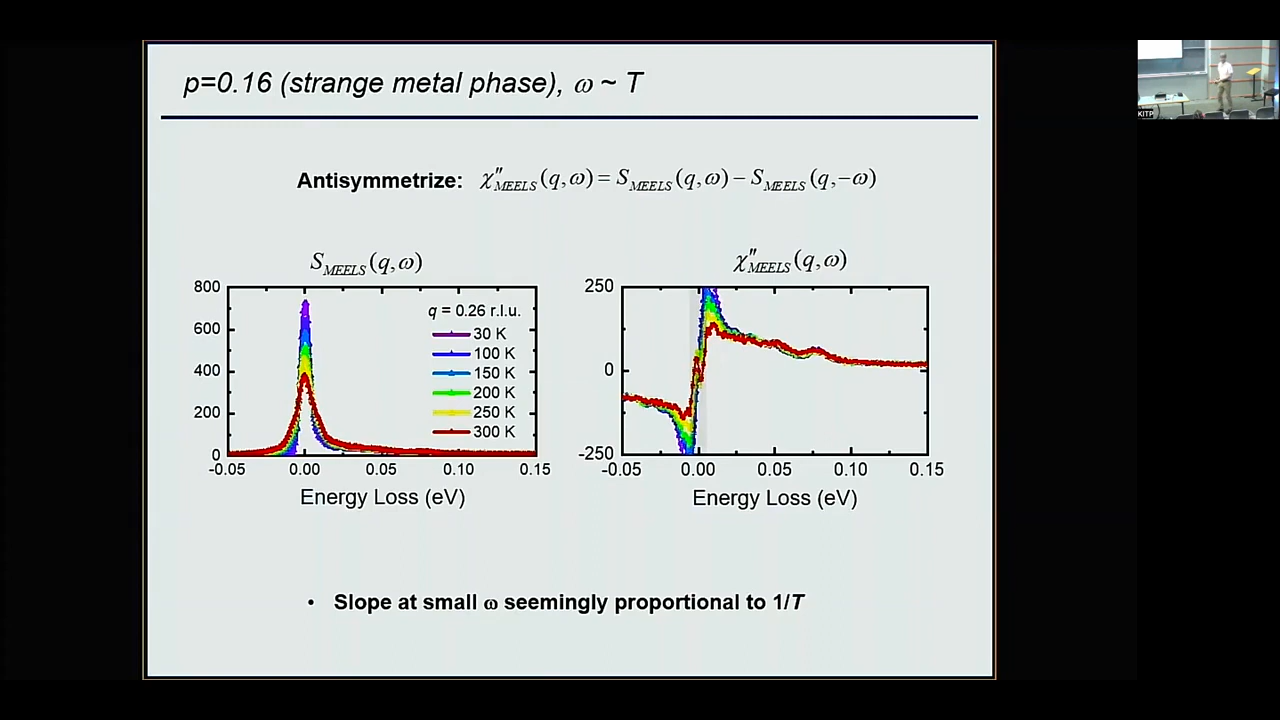 p=0.16 (strange metal phase), ω ~ T
Antisymmetrize: χ″MEELS(q,ω) = SMEELS(q,ω) − SMEELS(q,−ω)
SMEELS(q,ω)
800
600
400
200
0
-0.05 0.00 0.05 0.10 0.15
Energy Loss (eV)
q = 0.26 r.l.u.
30 K
100 K
150 K
200 K
250 K
300 K
χ″MEELS(q,ω)
250
0
-250
-0.05 0.00 0.05 0.10 0.15
Energy Loss (eV)
• Slope at small ω seemingly proportional to 1/T
KITP